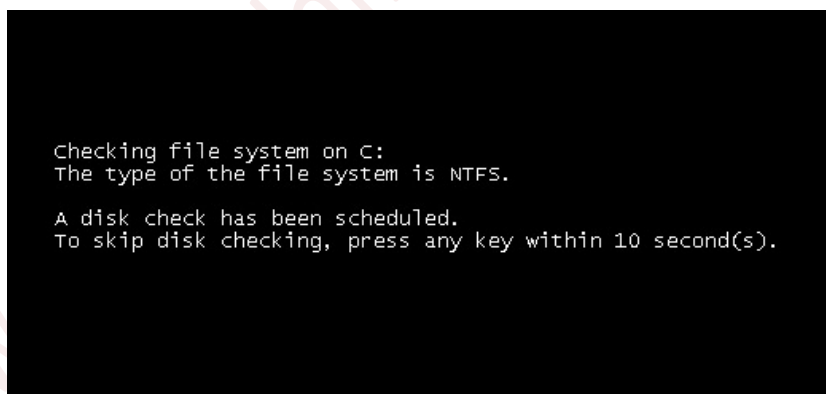 Checking file system on C:
The type of the file system is NTFS.
A disk check has been scheduled.
To skip disk checking, press any key within 10 second(s).